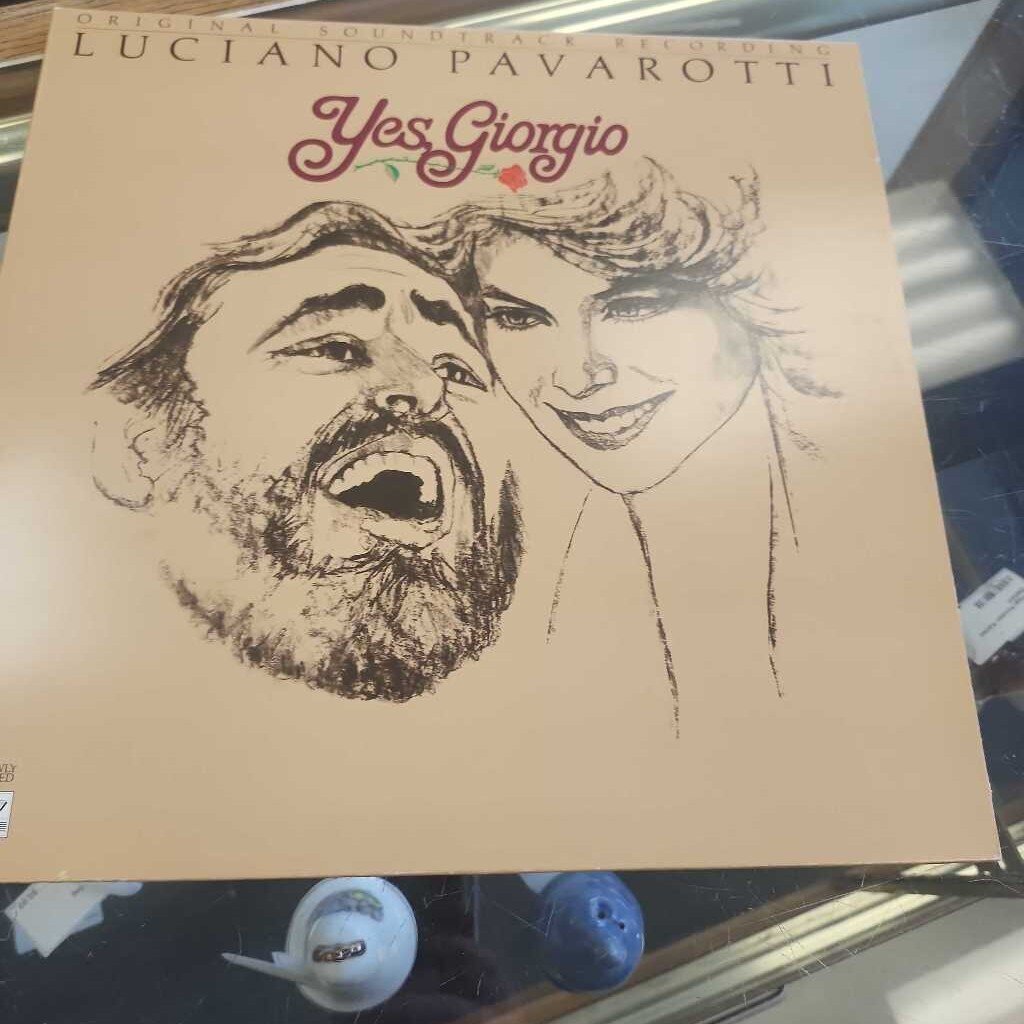 ORIGINAL SOUNDTRACK RECORDING
LUCIANO PAVAROTTI
Yes, Giorgio